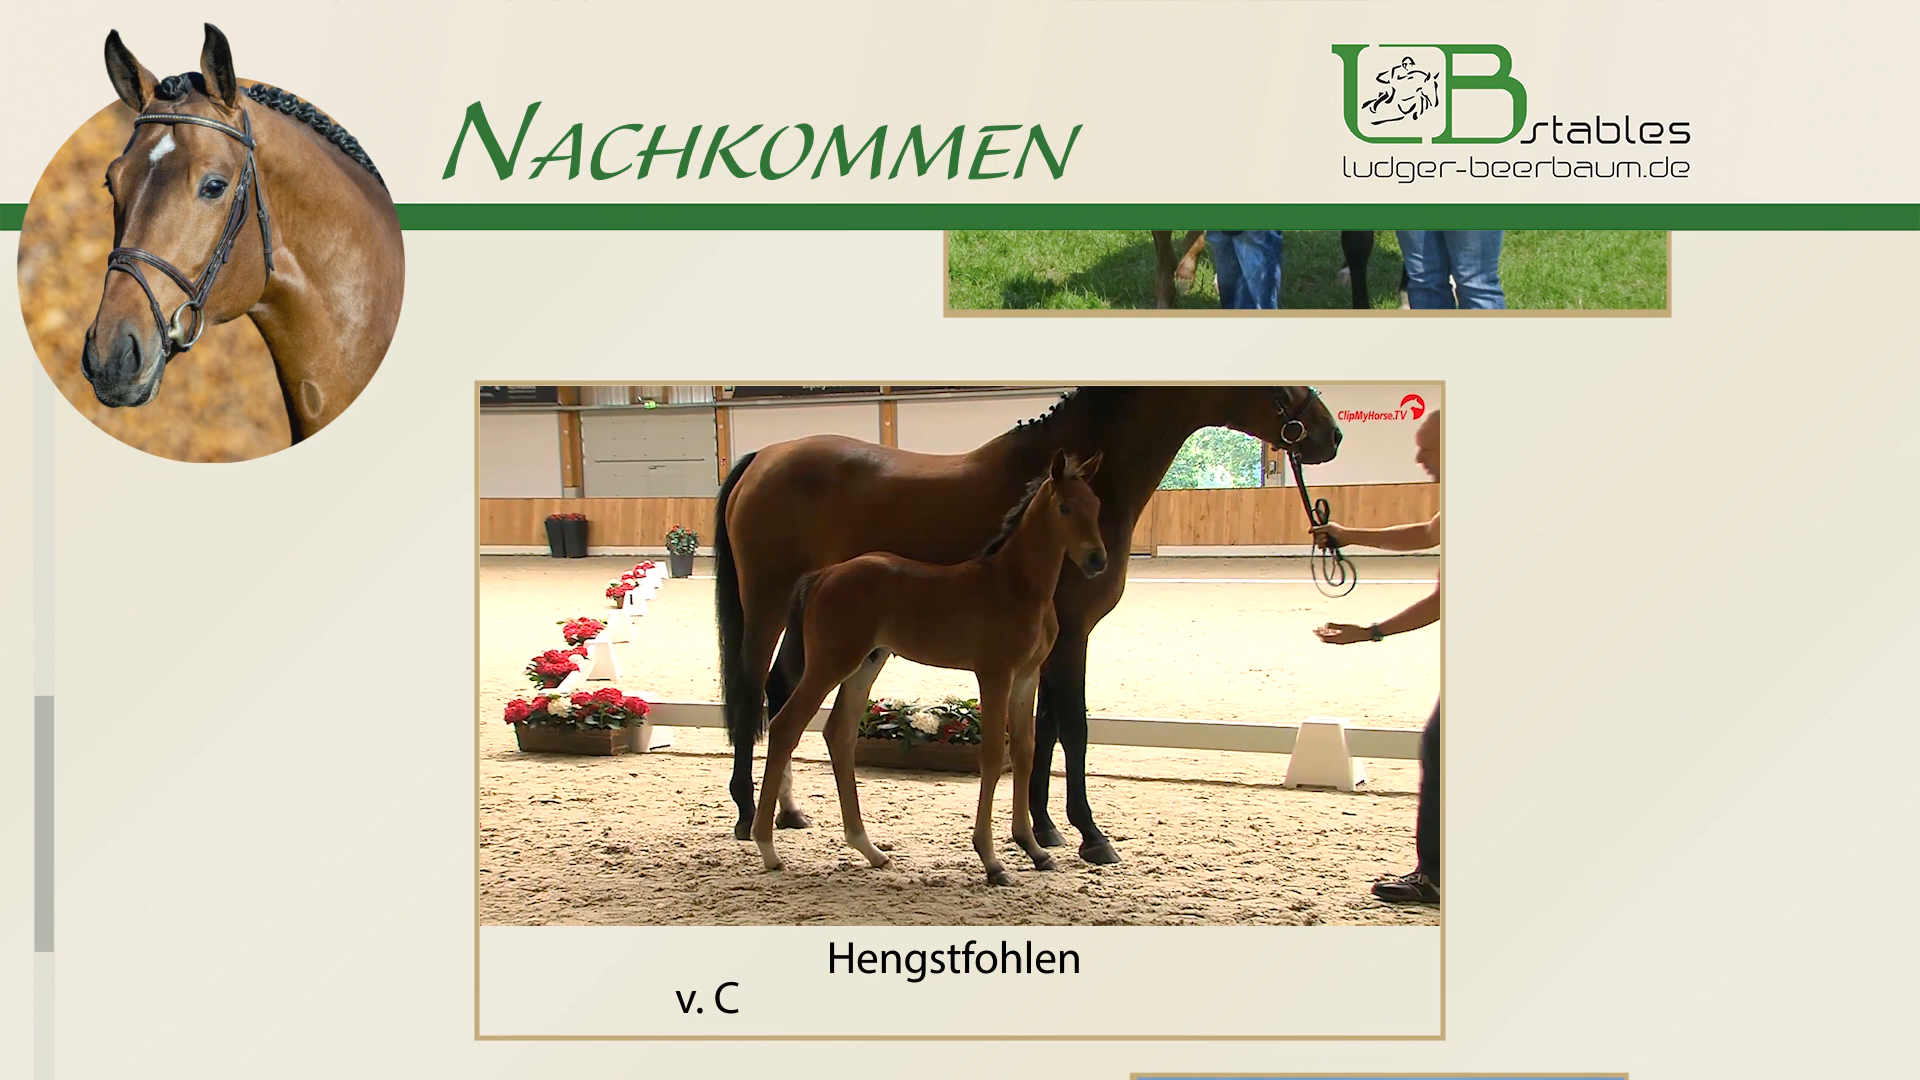 NACHKOMMEN
LB stables
ludger-beerbaum.de
ClipMyHorse.TV
Hengstfohlen
v. C